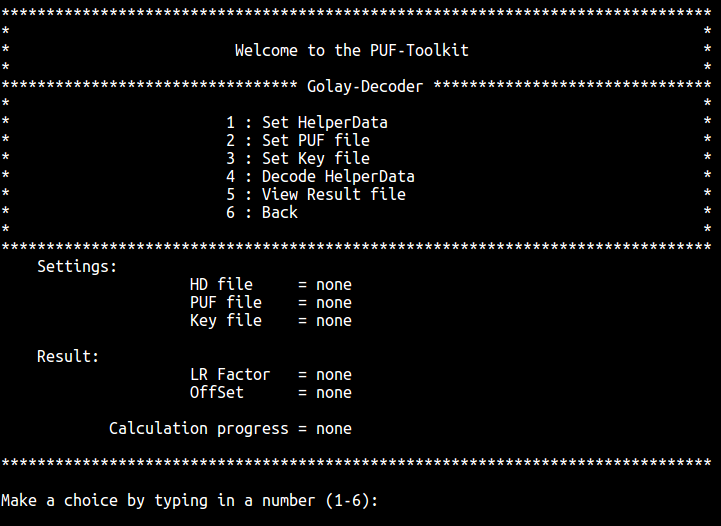 *******************************************************************************
* *
* Welcome to the PUF-Toolkit *
* *
********************************* Golay-Decoder *******************************
* *
* 1 : Set HelperData *
* 2 : Set PUF file *
* 3 : Set Key file *
* 4 : Decode HelperData *
* 5 : View Result file *
* 6 : Back *
* *
*******************************************************************************
Settings:
HD file = none
PUF file = none
Key file = none
Result:
LR Factor = none
OffSet = none
Calculation progress = none
*******************************************************************************
Make a choice by typing in a number (1-6):